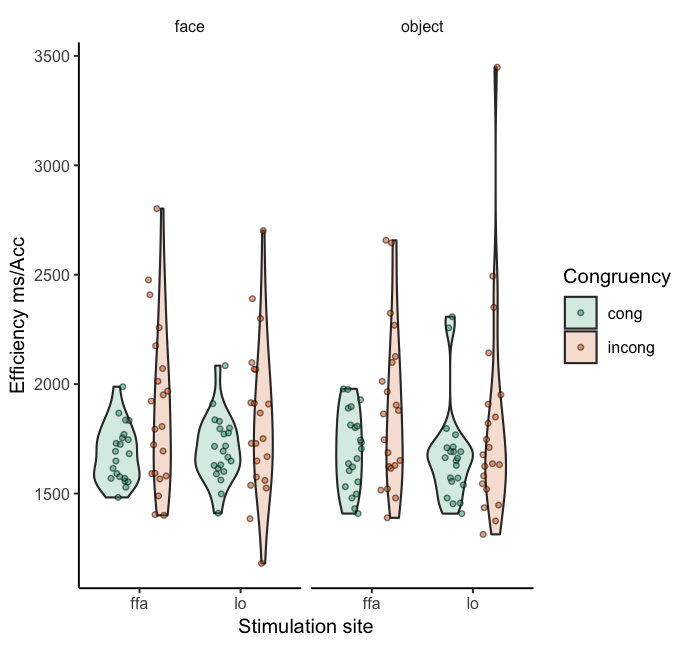 face object
3500
3000
2500
2000
1500
Efficiency ms/Acc
ffa lo ffa lo
Stimulation site
Congruency
cong
incong